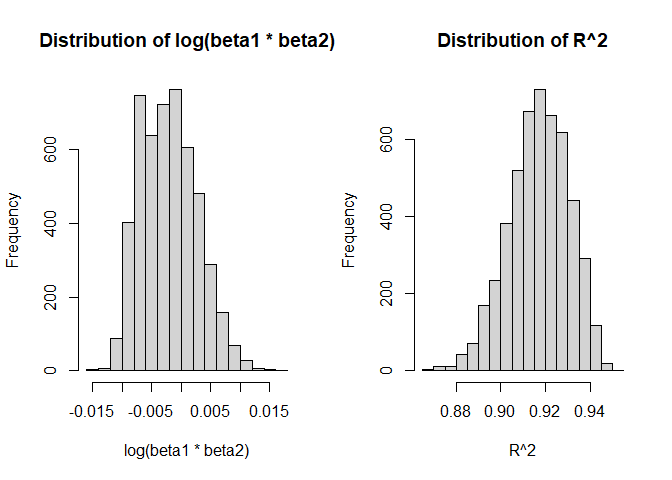 Distribution of log(beta1 * beta2)
Frequency
0
200
400
600
-0.015
-0.005
0.005
0.015
log(beta1 * beta2)
Distribution of R^2
Frequency
0
200
400
600
0.88
0.90
0.92
0.94
R^2